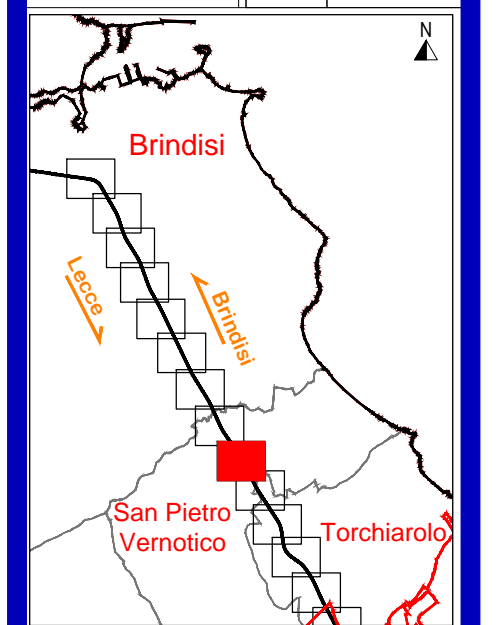 N
Brindisi
Lecce
Brindisi
San Pietro
Vernotico
Torchiarolo